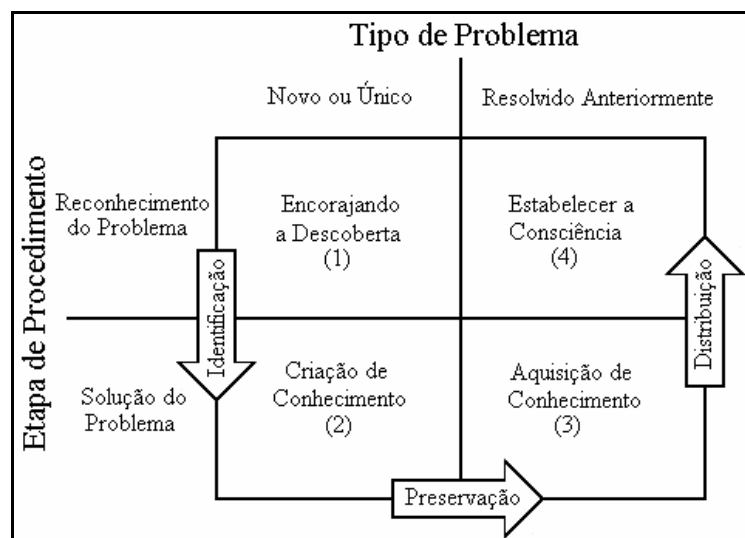 Tipo de Problema
Novo ou Único
Resolvido Anteriormente
Etapa de Procedimento
Reconhecimento
do Problema
Encorajando
a Descoberta
(1)
Estabelecer a
Consciência
(4)
Identificação
Distribuição
Solução do
Problema
Criação de
Conhecimento
(2)
Aquisição de
Conhecimento
(3)
Preservação